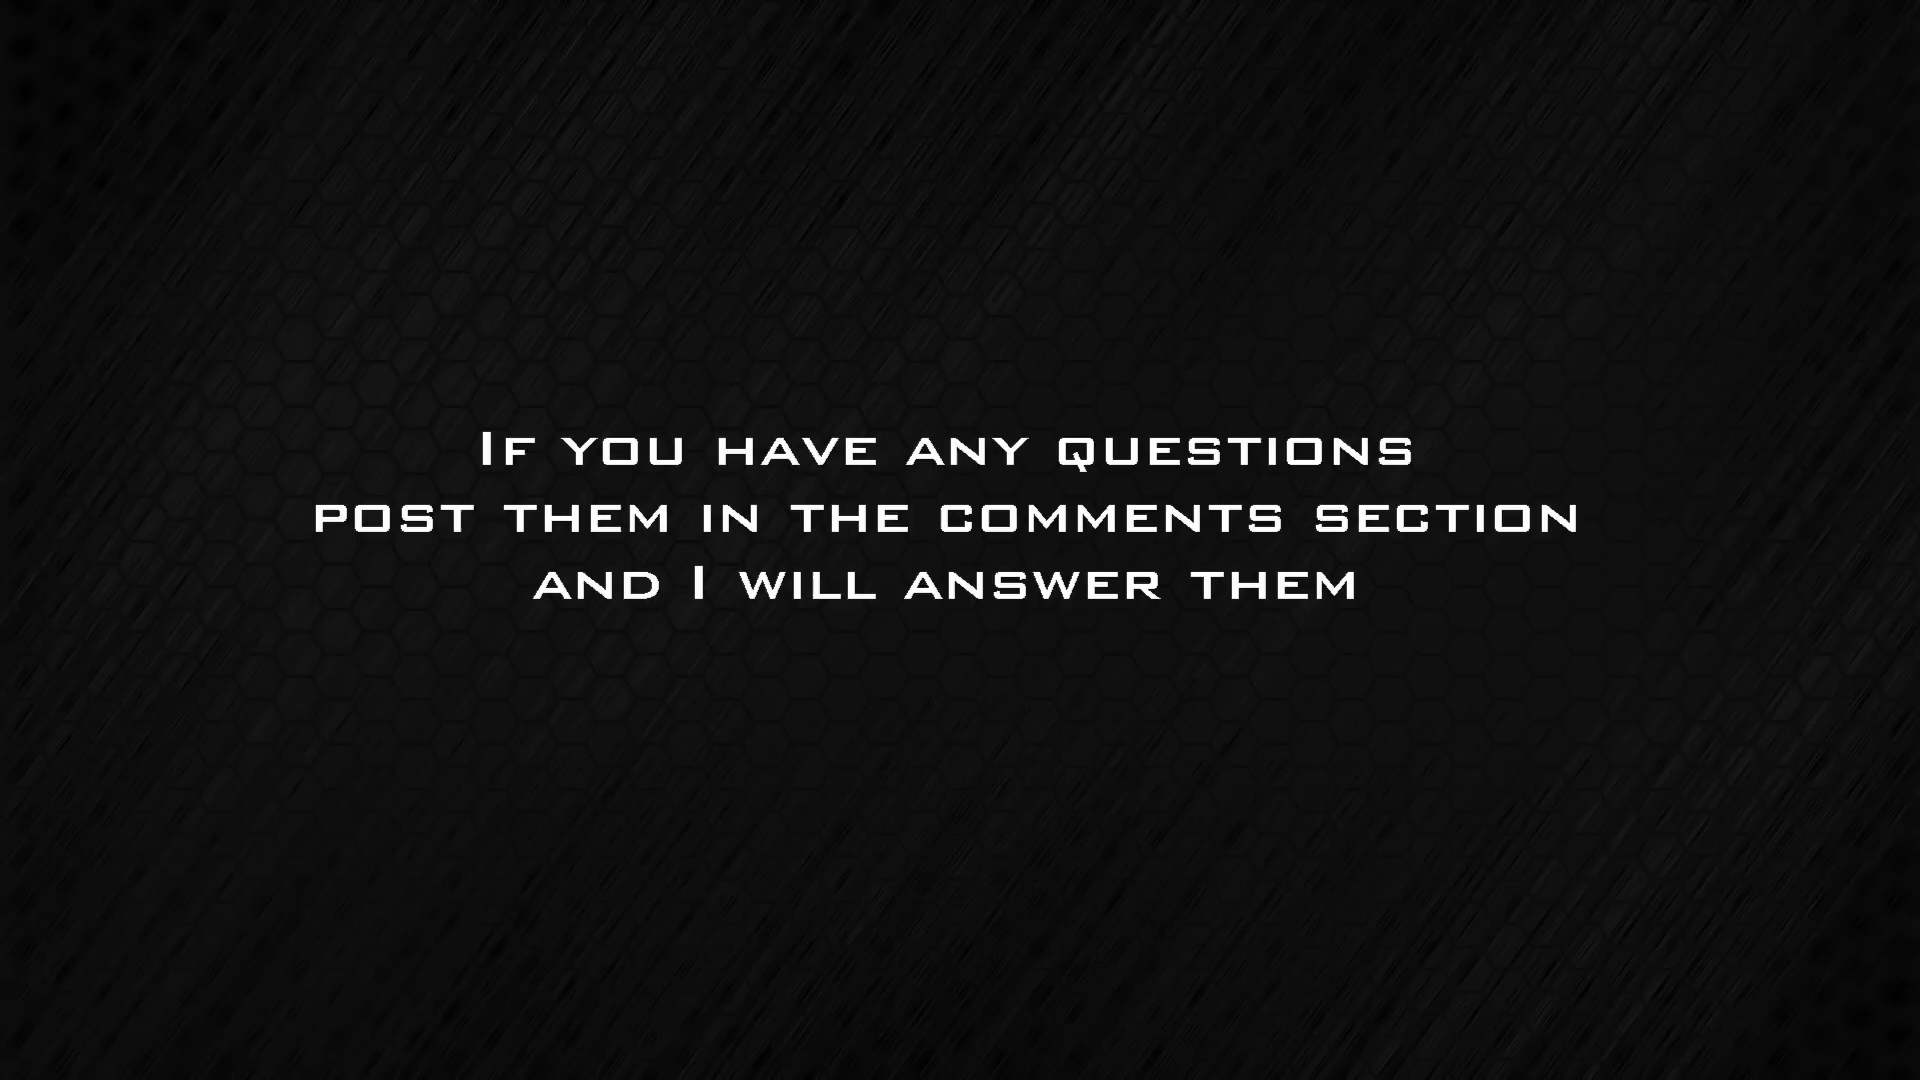 If you have any questions
post them in the comments section
and I will answer them